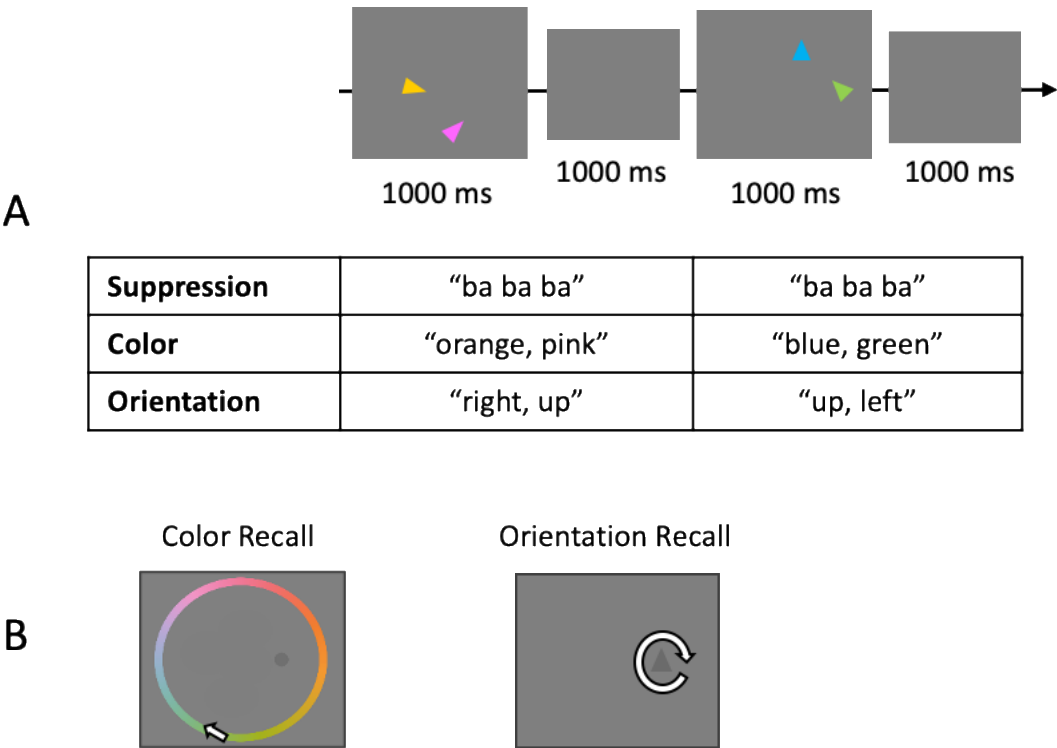 1000 ms
1000 ms
1000 ms
1000 ms
A
Suppression “ba ba ba” “ba ba ba”
Color “orange, pink” “blue, green”
Orientation “right, up” “up, left”
Color Recall
Orientation Recall
B